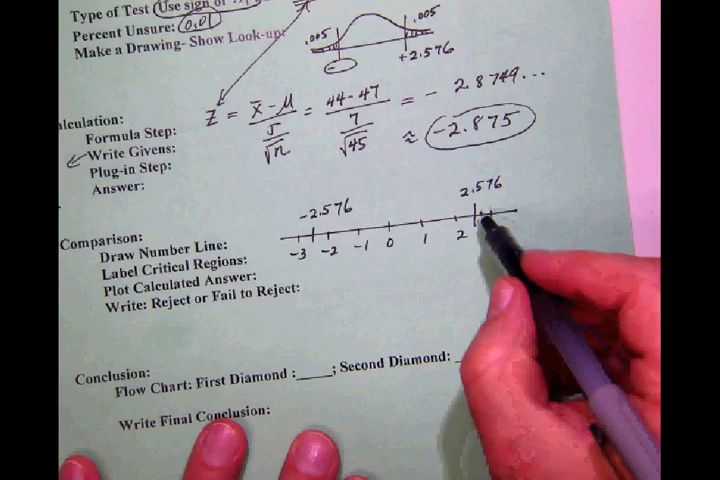 Type of Test (Use sign of
Percent Unsure: 0.01
Make a Drawing- Show Look-up:
.005
.005
+2.576
alculation:
Formula Step:
Write Givens:
Plug-in Step:
Answer:
Z = x̄ - μ / s/√n = 44 - 47 / 7/√45 = - 2.8749...
≈ -2.875
Comparison:
Draw Number Line:
Label Critical Regions:
Plot Calculated Answer:
Write: Reject or Fail to Reject:
-2.576
2.576
-3 -2 -1 0 1 2
Conclusion:
Flow Chart: First Diamond :____; Second Diamond: _
Write Final Conclusion: